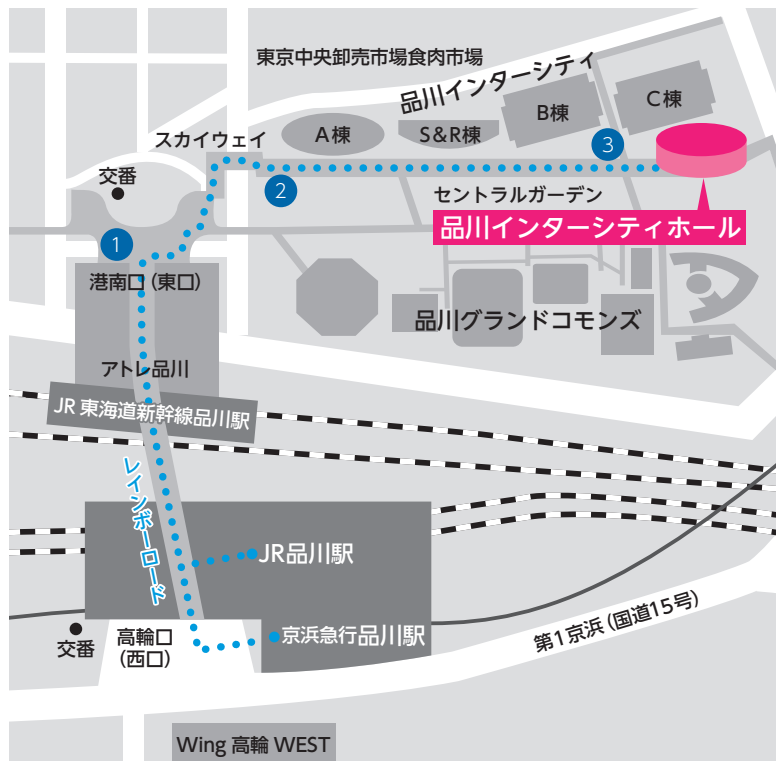 東京中央卸売市場食肉市場
品川インターシティ
A棟
S&R棟
B棟
C棟
スカイウェイ
交番
1
2
3
セントラルガーデン
品川インターシティホール
港南口(東口)
品川グランドコモンズ
アトレ品川
JR 東海道新幹線品川駅
レインボーロード
JR品川駅
京浜急行品川駅
交番
高輪口
(西口)
第1京浜(国道15号)
Wing 高輪 WEST